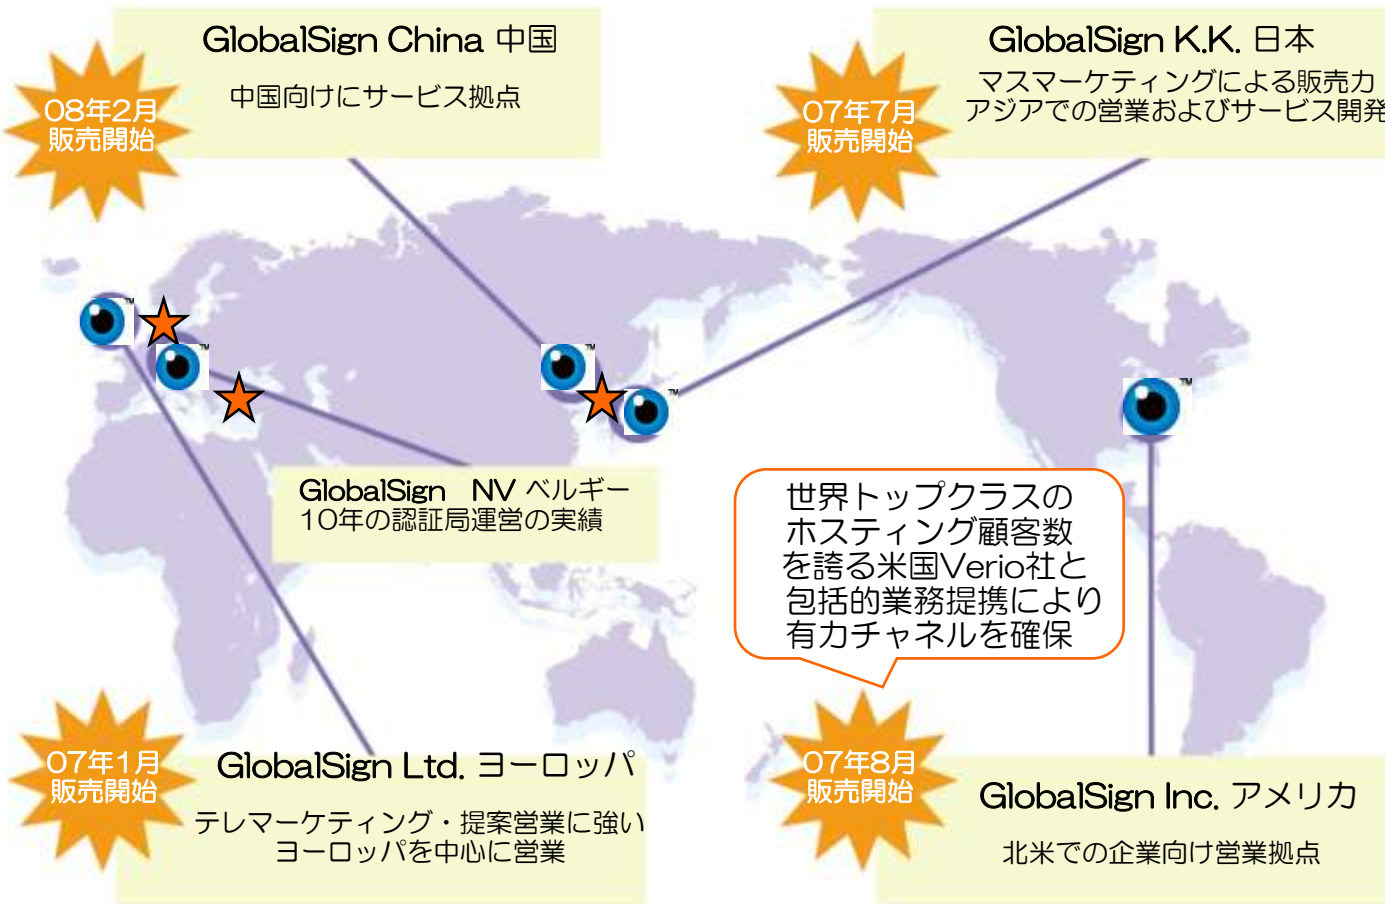 GlobalSign China 中国
中国向けにサービス拠点
08年2月
販売開始
GlobalSign K.K. 日本
マスマーケティングによる販売力
アジアでの営業およびサービス開発
07年7月
販売開始
TM
TM
TM
TM
TM
GlobalSign NV ベルギー
10年の認証局運営の実績
世界トップクラスの
ホスティング顧客数
を誇る米国Verio社と
包括的業務提携により
有力チャネルを確保
07年1月
販売開始
GlobalSign Ltd. ヨーロッパ
テレマーケティング・提案営業に強い
ヨーロッパを中心に営業
07年8月
販売開始
GlobalSign Inc. アメリカ
北米での企業向け営業拠点